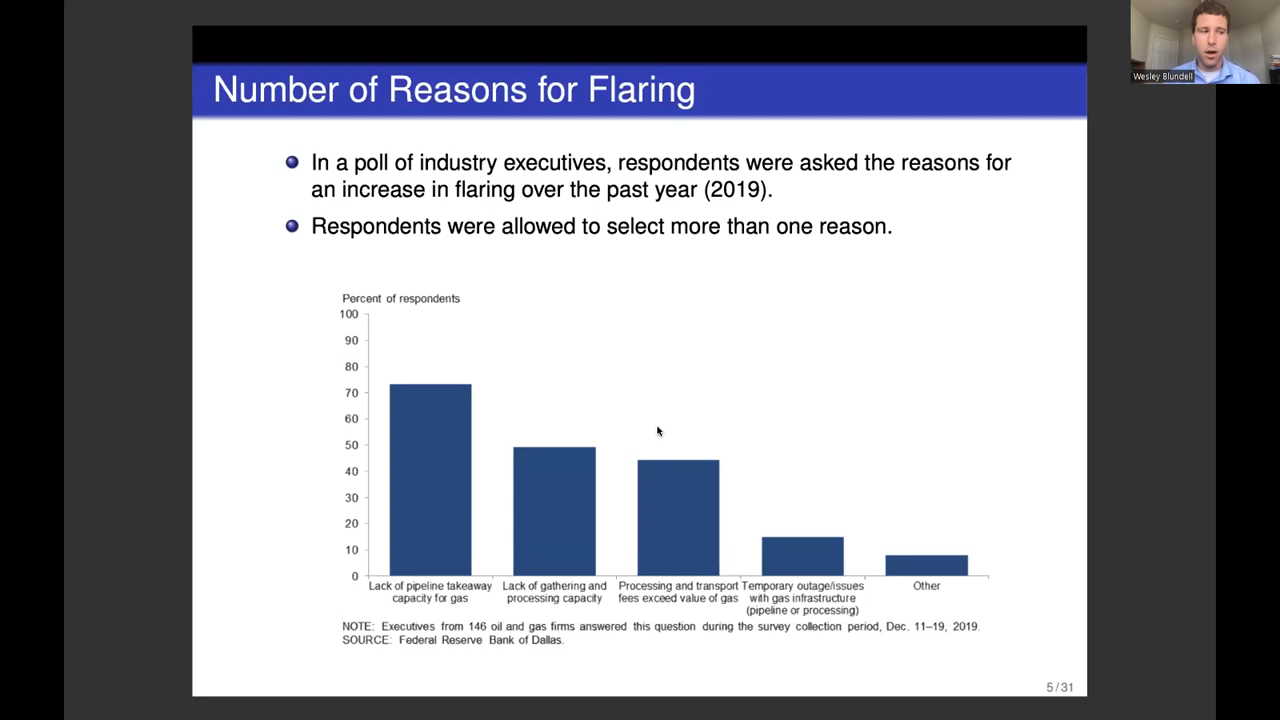 Number of Reasons for Flaring
Wesley Blundell
In a poll of industry executives, respondents were asked the reasons for
an increase in flaring over the past year (2019).
Respondents were allowed to select more than one reason.
Percent of respondents
100
90
80
70
60
50
40
30
20
10
0
Lack of pipeline takeaway
capacity for gas
Lack of gathering and
processing capacity
Processing and transport
fees exceed value of gas
Temporary outage/issues
with gas infrastructure
(pipeline or processing)
Other
NOTE: Executives from 146 oil and gas firms answered this question during the survey collection period, Dec. 11–19, 2019.
SOURCE: Federal Reserve Bank of Dallas.
5 / 31